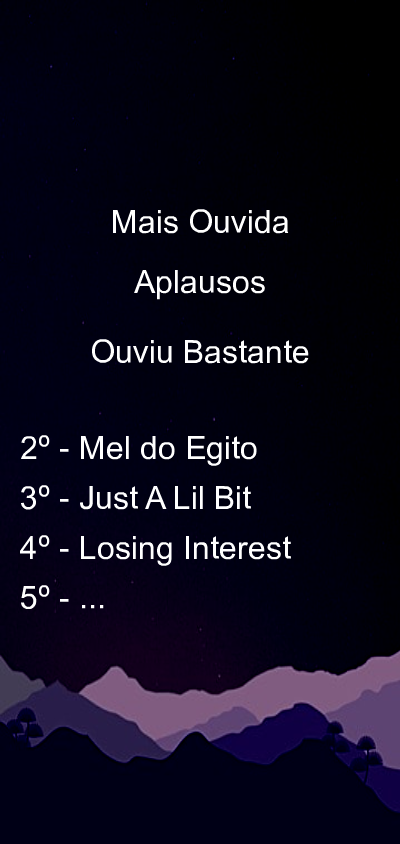 Mais Ouvida
Aplausos
Ouviu Bastante
2º - Mel do Egito
3º - Just A Lil Bit
4º - Losing Interest
5º - ...